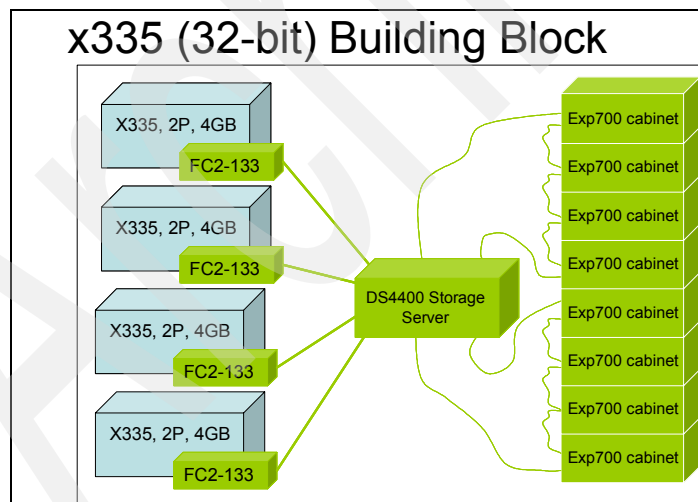 x335 (32-bit) Building Block
X335, 2P, 4GB
FC2-133
X335, 2P, 4GB
FC2-133
X335, 2P, 4GB
FC2-133
X335, 2P, 4GB
FC2-133
DS4400 Storage
Server
Exp700 cabinet
Exp700 cabinet
Exp700 cabinet
Exp700 cabinet
Exp700 cabinet
Exp700 cabinet
Exp700 cabinet
Exp700 cabinet